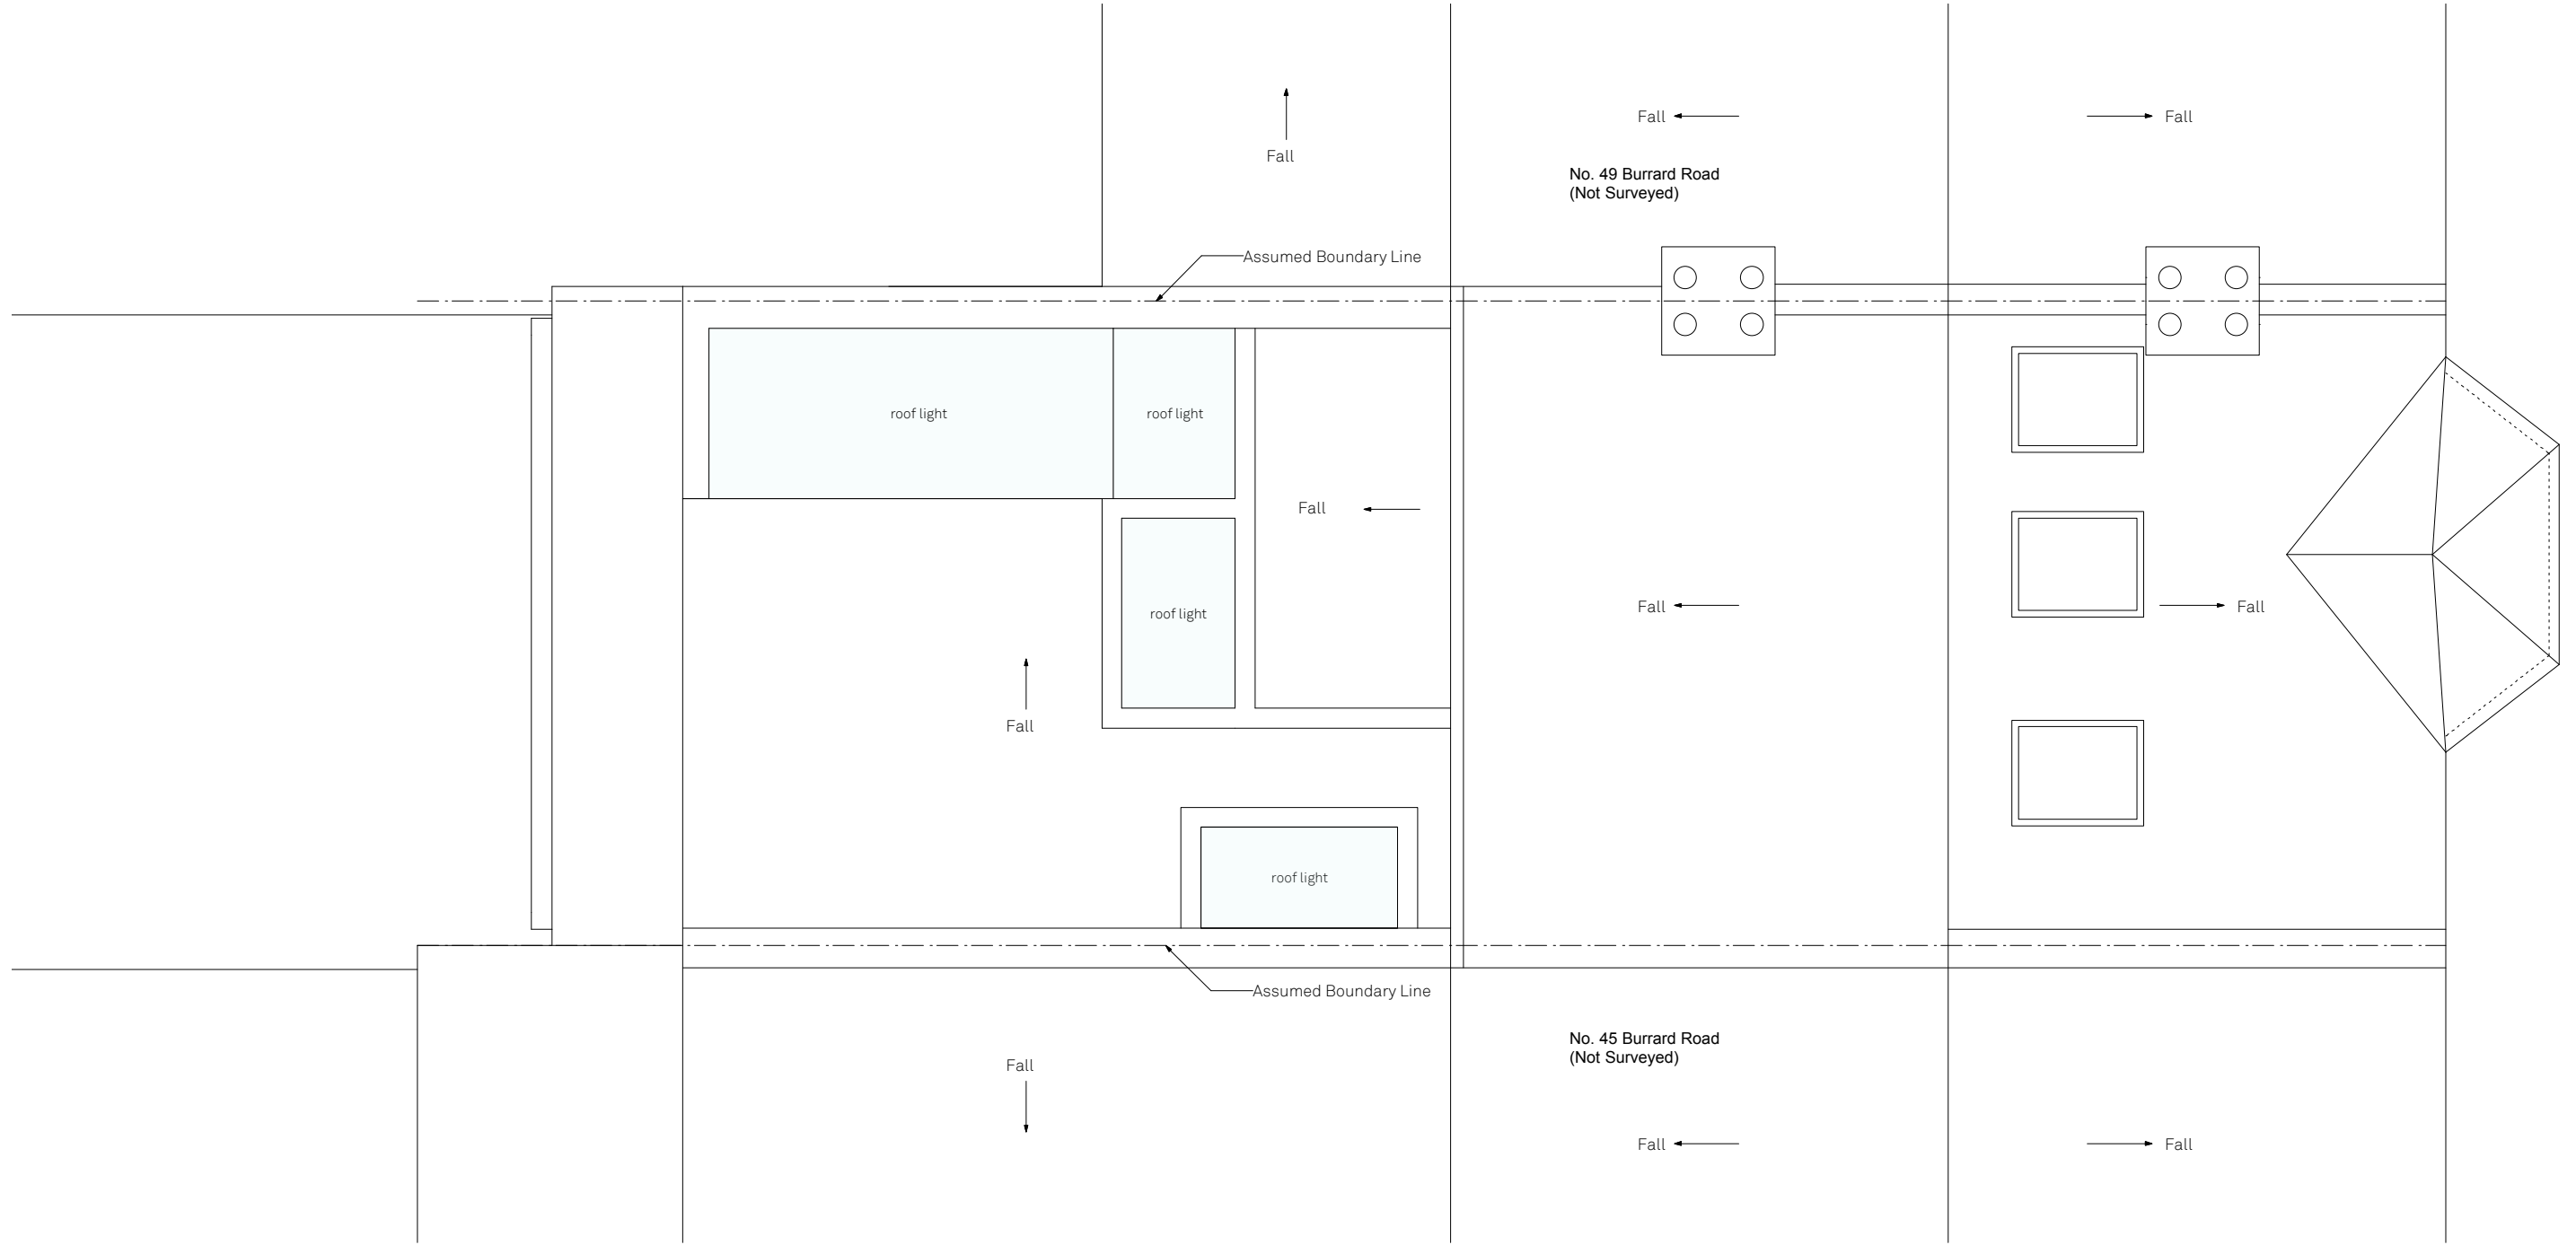 Fall
Fall
Fall
No. 49 Burrard Road
(Not Surveyed)
Assumed Boundary Line
roof light
roof light
Fall
roof light
Fall
Fall
Fall
roof light
Assumed Boundary Line
No. 45 Burrard Road
(Not Surveyed)
Fall
Fall
Fall